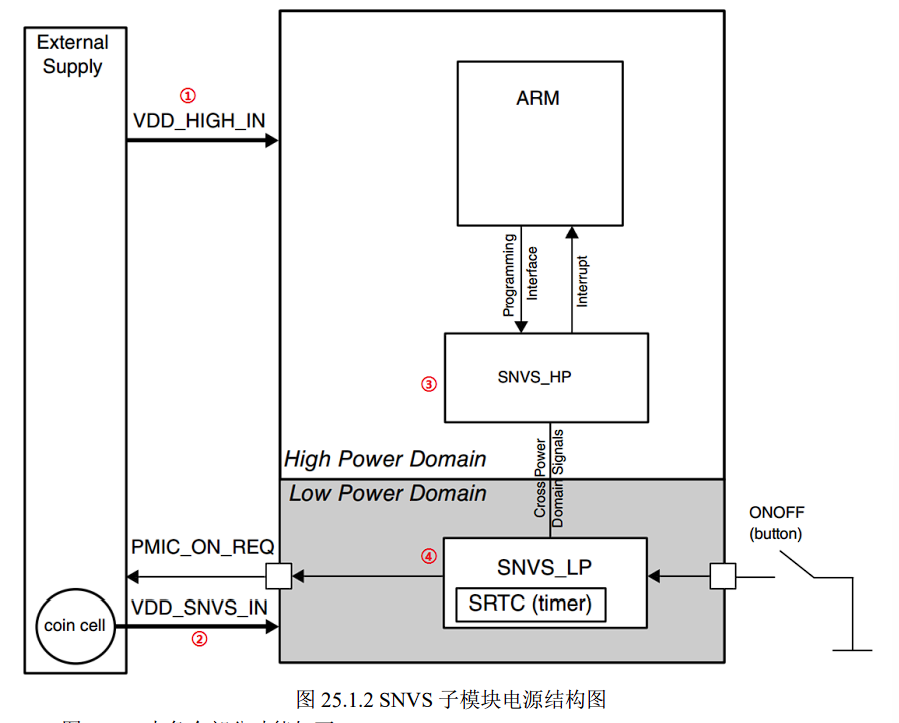 External
Supply
①
VDD_HIGH_IN
ARM
Programming
Interface
Interrupt
③
SNVS_HP
High Power Domain
Cross Power
Domain Signals
Low Power Domain
ONOFF
(button)
PMIC_ON_REQ
④
SNVS_LP
SRTC (timer)
VDD_SNVS_IN
coin cell
②
图 25.1.2 SNVS 子模块电源结构图